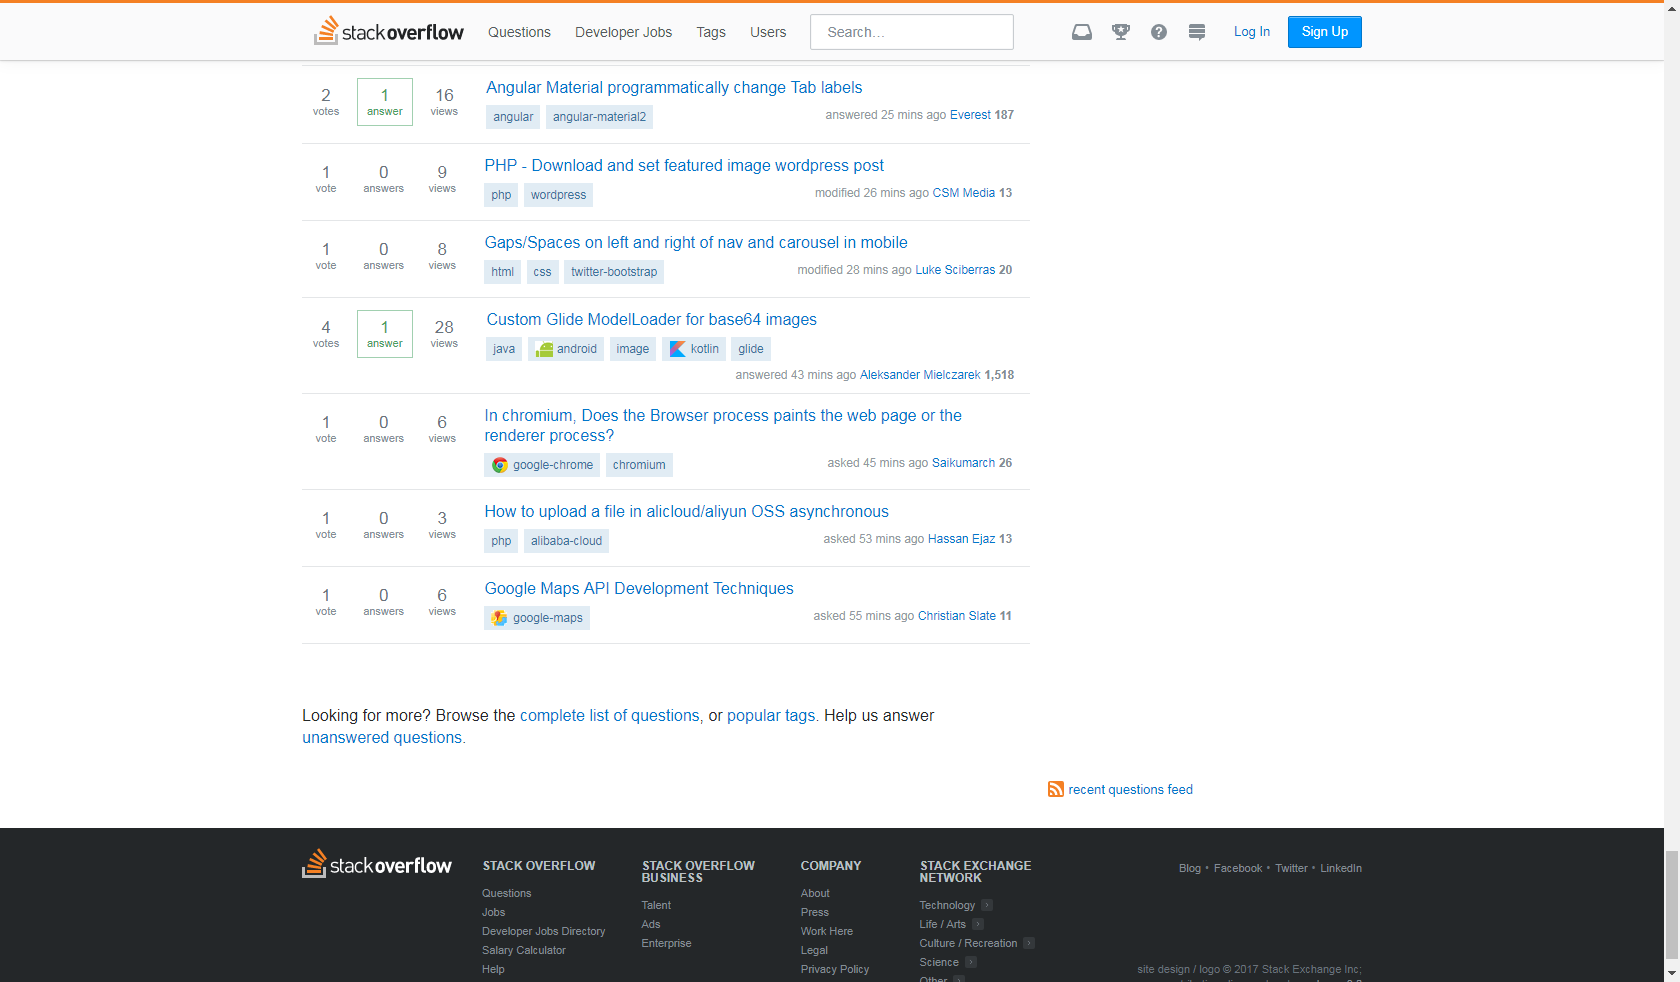 stackoverflow Questions Developer Jobs Tags Users Search... Log In Sign Up
2 votes 1 answer 16 views
Angular Material programmatically change Tab labels
angular angular-material2
answered 25 mins ago Everest 187
1 vote 0 answers 9 views
PHP - Download and set featured image wordpress post
php wordpress
modified 26 mins ago CSM Media 13
1 vote 0 answers 8 views
Gaps/Spaces on left and right of nav and carousel in mobile
html css twitter-bootstrap
modified 28 mins ago Luke Sciberras 20
4 votes 1 answer 28 views
Custom Glide ModelLoader for base64 images
java android image kotlin glide
answered 43 mins ago Aleksander Mielczarek 1,518
1 vote 0 answers 6 views
In chromium, Does the Browser process paints the web page or the
renderer process?
google-chrome chromium
asked 45 mins ago Saikumarch 26
1 vote 0 answers 3 views
How to upload a file in alicloud/aliyun OSS asynchronous
php alibaba-cloud
asked 53 mins ago Hassan Ejaz 13
1 vote 0 answers 6 views
Google Maps API Development Techniques
google-maps
asked 55 mins ago Christian Slate 11
Looking for more? Browse the complete list of questions, or popular tags. Help us answer
unanswered questions.
recent questions feed
stackoverflow
STACK OVERFLOW
Questions
Jobs
Developer Jobs Directory
Salary Calculator
Help
STACK OVERFLOW
BUSINESS
Talent
Ads
Enterprise
COMPANY
About
Press
Work Here
Legal
Privacy Policy
STACK EXCHANGE
NETWORK
Technology
Life / Arts
Culture / Recreation
Science
Other
Blog • Facebook • Twitter • LinkedIn
site design / logo © 2017 Stack Exchange Inc;